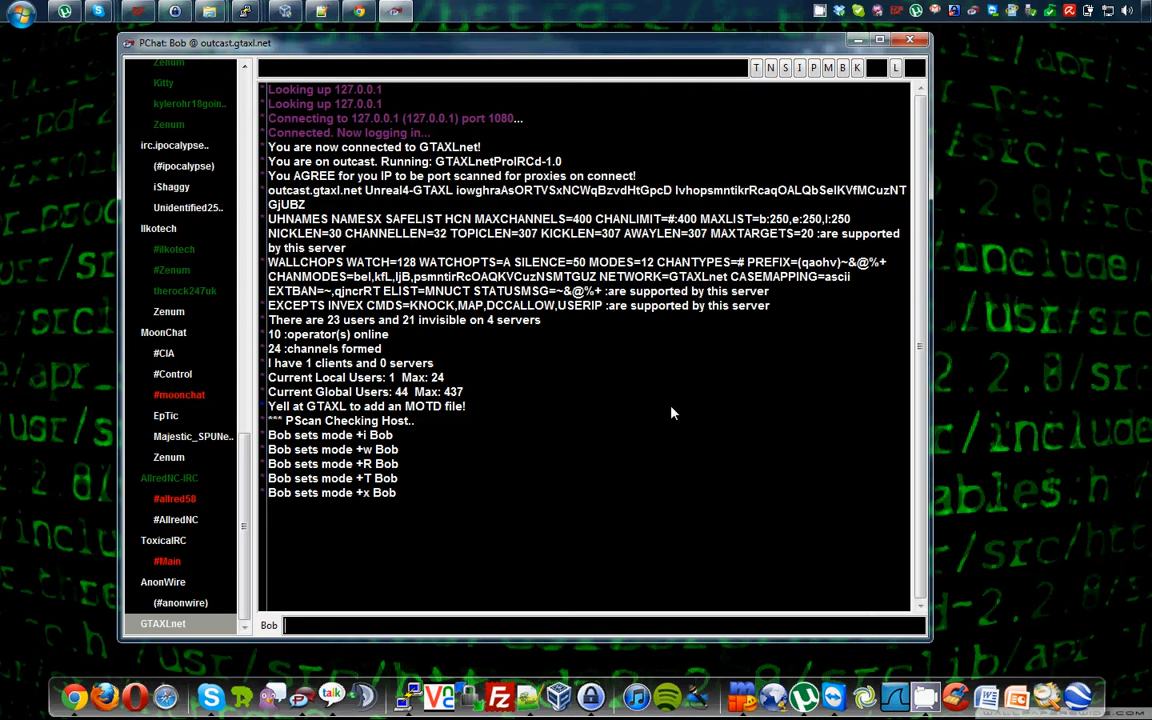 PChat: Bob @ outcast.gtaxl.net
T N S I P M B K L
Zenum
Kitty
kylerohr18goin..
Zenum
irc.ipocalypse..
(#ipocalypse)
iShaggy
Unidentified25..
Ilkotech
#ilkotech
#Zenum
therock247uk
Zenum
MoonChat
#CIA
#Control
#moonchat
EpTic
Majestic_SPUNe..
Zenum
AllredNC-IRC
#allred58
#AllredNC
ToxicalRC
#Main
AnonWire
(#anonwire)
GTAXLnet
* Looking up 127.0.0.1
* Looking up 127.0.0.1
* Connecting to 127.0.0.1 (127.0.0.1) port 1080...
* Connected. Now logging in...
* You are now connected to GTAXLnet!
* You are on outcast. Running: GTAXLnetProIRCd-1.0
* You AGREE for you IP to be port scanned for proxies on connect!
* outcast.gtaxl.net Unreal4-GTAXL iowghraAsORTVSxNCWqBzvdHtGpcD lvhopsmntikrRcaqOALQbSeIKVfMCuzNT
GjUBZ
* UHNAMES NAMESX SAFELIST HCN MAXCHANNELS=400 CHANLIMIT=#:400 MAXLIST=b:250,e:250,I:250
NICKLEN=30 CHANNELLEN=32 TOPICLEN=307 KICKLEN=307 AWAYLEN=307 MAXTARGETS=20 :are supported
by this server
* WALLCHOPS WATCH=128 WATCHOPTS=A SILENCE=50 MODES=12 CHANTYPES=# PREFIX=(qaohv)~&@%+
CHANMODES=beI,kfL,ljB,psmntirRcOAQKVCuzNSMTGUZ NETWORK=GTAXLnet CASEMAPPING=ascii
EXTBAN=~,qjncrRT ELIST=MNUCT STATUSMSG=~&@%+ :are supported by this server
* EXCEPTS INVEX CMDS=KNOCK,MAP,DCCALLOW,USERIP :are supported by this server
* There are 23 users and 21 invisible on 4 servers
* 10 :operator(s) online
* 24 :channels formed
* I have 1 clients and 0 servers
* Current Local Users: 1 Max: 24
* Current Global Users: 44 Max: 437
* Yell at GTAXL to add an MOTD file!
* *** PScan Checking Host..
* Bob sets mode +i Bob
* Bob sets mode +w Bob
* Bob sets mode +R Bob
* Bob sets mode +T Bob
* Bob sets mode +x Bob
Bob